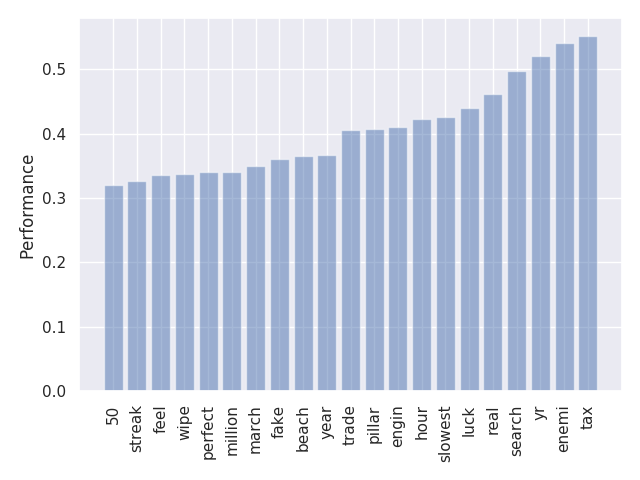 Performance
0.5
0.4
0.3
0.2
0.1
0.0
50
streak
feel
wipe
perfect
million
march
fake
beach
year
trade
pillar
engin
hour
slowest
luck
real
search
yr
enemi
tax